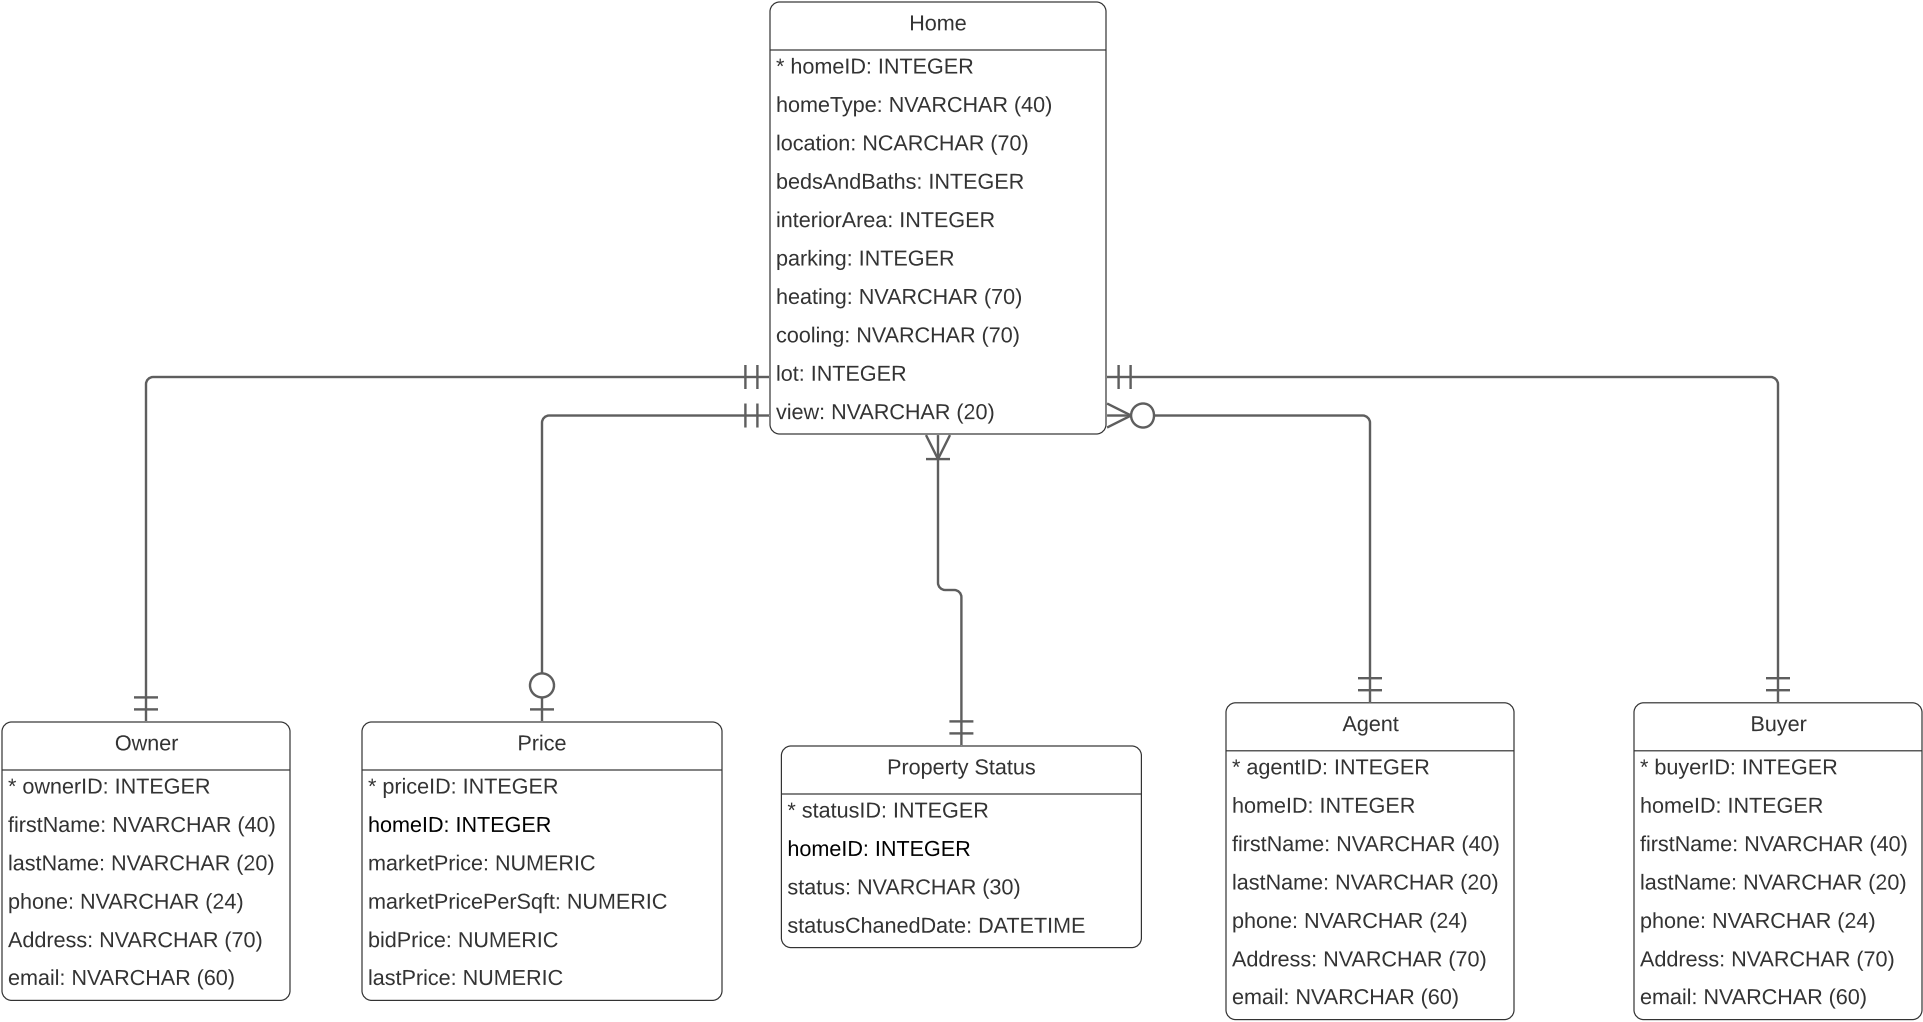 Home
* homeID: INTEGER
homeType: NVARCHAR (40)
location: NCARCHAR (70)
bedsAndBaths: INTEGER
interiorArea: INTEGER
parking: INTEGER
heating: NVARCHAR (70)
cooling: NVARCHAR (70)
lot: INTEGER
view: NVARCHAR (20)
Owner
* ownerID: INTEGER
firstName: NVARCHAR (40)
lastName: NVARCHAR (20)
phone: NVARCHAR (24)
Address: NVARCHAR (70)
email: NVARCHAR (60)
Price
* priceID: INTEGER
homeID: INTEGER
marketPrice: NUMERIC
marketPricePerSqft: NUMERIC
bidPrice: NUMERIC
lastPrice: NUMERIC
Property Status
* statusID: INTEGER
homeID: INTEGER
status: NVARCHAR (30)
statusChanedDate: DATETIME
Agent
* agentID: INTEGER
homeID: INTEGER
firstName: NVARCHAR (40)
lastName: NVARCHAR (20)
phone: NVARCHAR (24)
Address: NVARCHAR (70)
email: NVARCHAR (60)
Buyer
* buyerID: INTEGER
homeID: INTEGER
firstName: NVARCHAR (40)
lastName: NVARCHAR (20)
phone: NVARCHAR (24)
Address: NVARCHAR (70)
email: NVARCHAR (60)